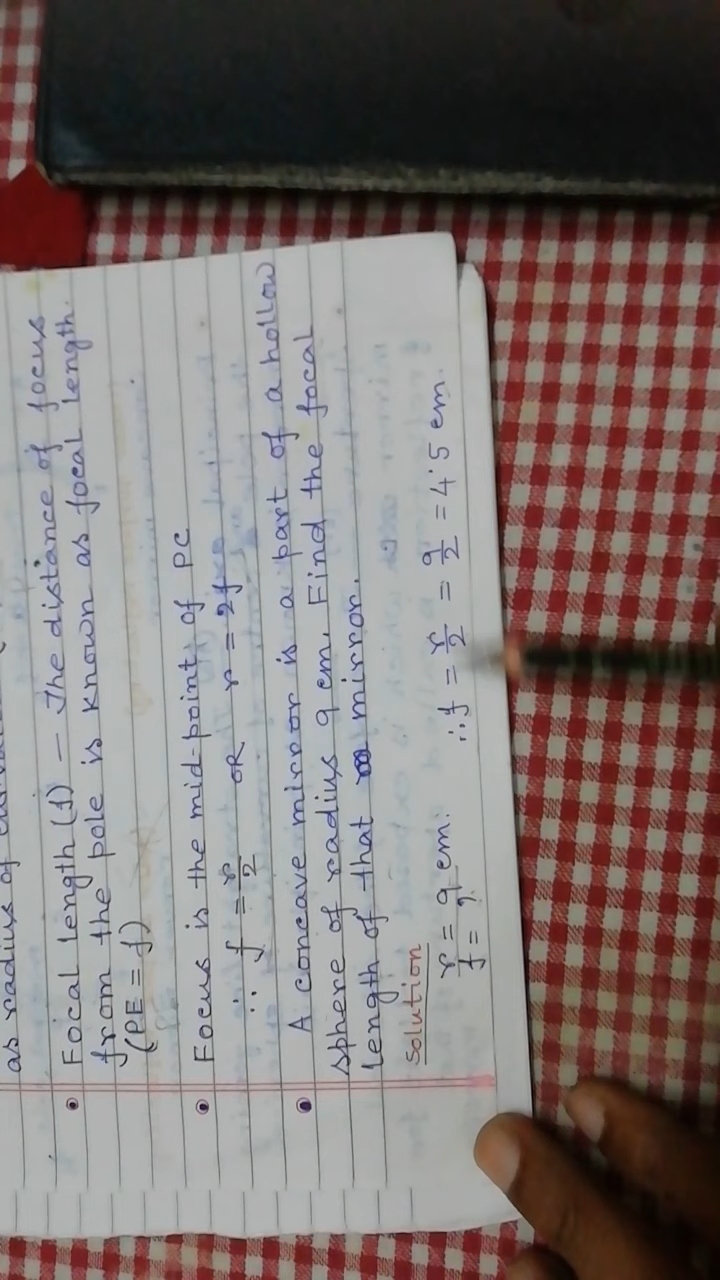 as radius of
• Focal length (f) – The distance of focus
from the pole is known as focal length.
(PE = f)
• Focus is the mid-point of PC
∴ f = r/2 OR r = 2f
• A concave mirror is a part of a hollow
sphere of radius 9 cm. Find the focal
length of that mirror.
Solution
r = 9 cm. ∴ f = r/2 = 9/2 = 4.5 cm.
f = ?